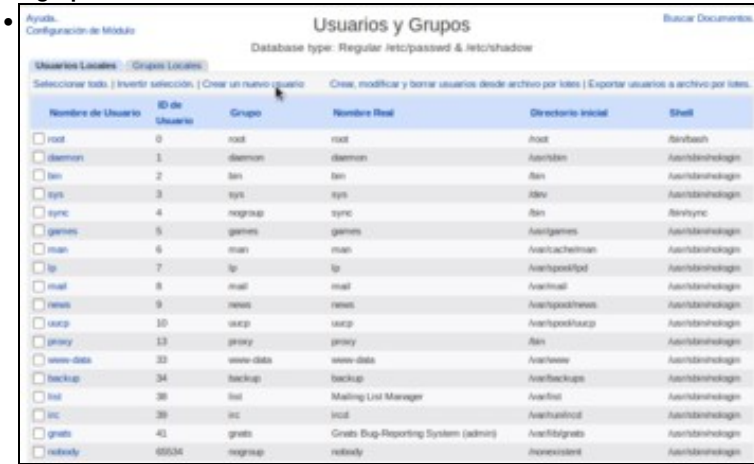 Ayuda.
Configuración de Módulo
Usuarios y Grupos
Buscar Documentos.
Database type: Regular /etc/passwd & /etc/shadow
Usuarios Locales Grupos Locales
Seleccionar todo. | Invertir selección. | Crear un nuevo usuario Crear, modificar y borrar usuarios desde archivo por lotes | Exportar usuarios a archivo por lotes.
Nombre de Usuario ID de Usuario Grupo Nombre Real Directorio inicial Shell
root 0 root root /root /bin/bash
daemon 1 daemon daemon /usr/sbin /usr/sbin/nologin
bin 2 bin bin /bin /usr/sbin/nologin
sys 3 sys sys /dev /usr/sbin/nologin
sync 4 nogroup sync /bin /bin/sync
games 5 games games /usr/games /usr/sbin/nologin
man 6 man man /var/cache/man /usr/sbin/nologin
lp 7 lp lp /var/spool/lpd /usr/sbin/nologin
mail 8 mail mail /var/mail /usr/sbin/nologin
news 9 news news /var/spool/news /usr/sbin/nologin
uucp 10 uucp uucp /var/spool/uucp /usr/sbin/nologin
proxy 13 proxy proxy /bin /usr/sbin/nologin
www-data 33 www-data www-data /var/www /usr/sbin/nologin
backup 34 backup backup /var/backups /usr/sbin/nologin
list 38 list Mailing List Manager /var/list /usr/sbin/nologin
irc 39 irc ircd /var/run/ircd /usr/sbin/nologin
gnats 41 gnats Gnats Bug-Reporting System (admin) /var/lib/gnats /usr/sbin/nologin
nobody 65534 nogroup nobody /nonexistent /usr/sbin/nologin